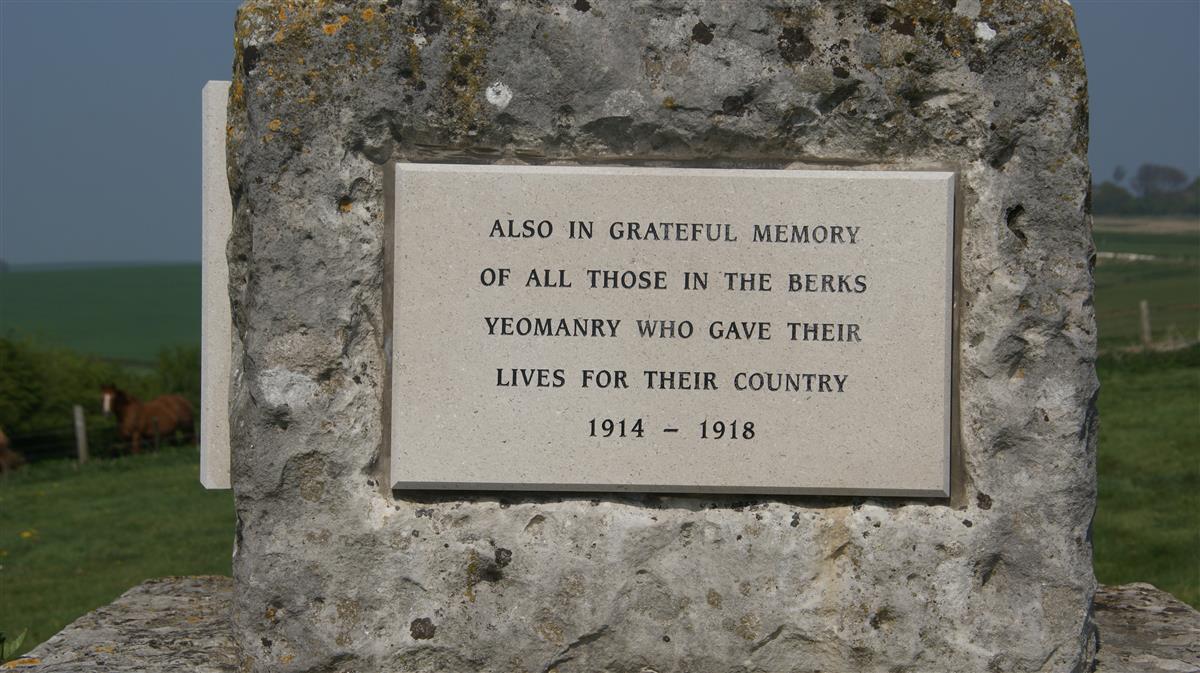 ALSO IN GRATEFUL MEMORY
OF ALL THOSE IN THE BERKS
YEOMANRY WHO GAVE THEIR
LIVES FOR THEIR COUNTRY
1914 – 1918